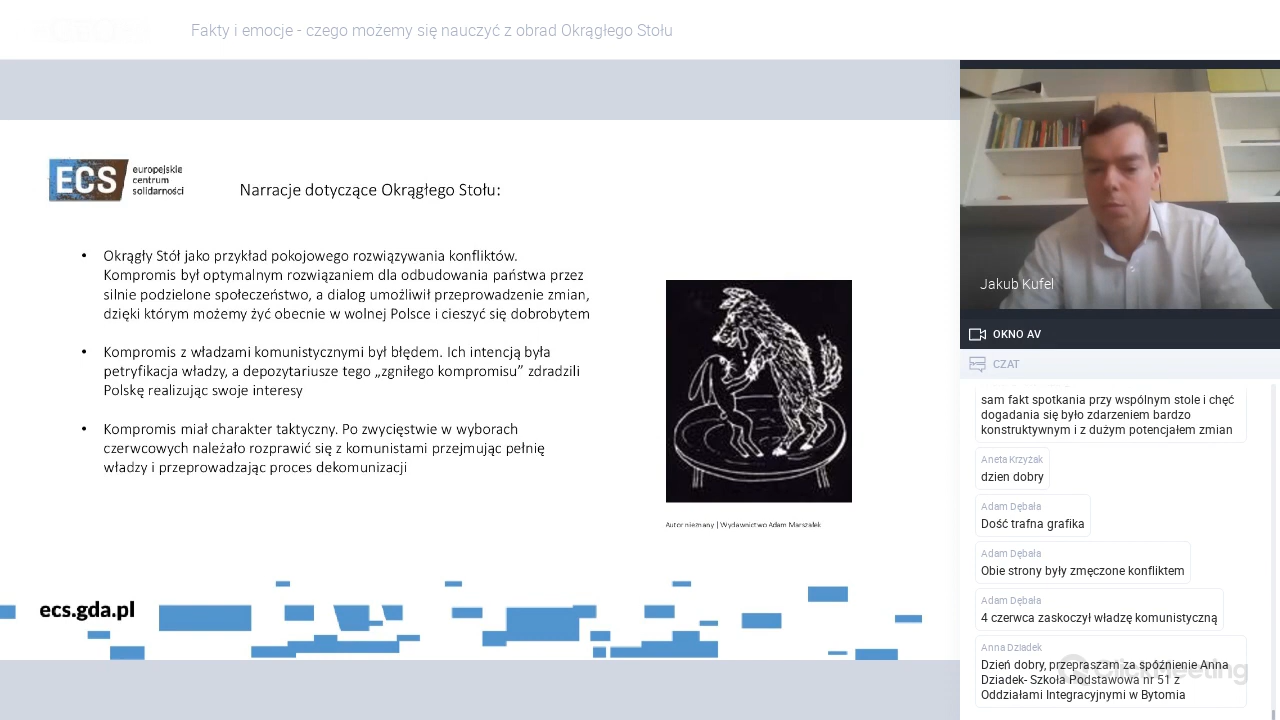 Fakty i emocje - czego możemy się nauczyć z obrad Okrągłego Stołu
ECS
europejskie
centrum
solidarności
Narracje dotyczące Okrągłego Stołu:
• Okrągły Stół jako przykład pokojowego rozwiązywania konfliktów.
Kompromis był optymalnym rozwiązaniem dla odbudowania państwa przez
silnie podzielone społeczeństwo, a dialog umożliwił przeprowadzenie zmian,
dzięki którym możemy żyć obecnie w wolnej Polsce i cieszyć się dobrobytem
• Kompromis z władzami komunistycznymi był błędem. Ich intencją była
petryfikacja władzy, a depozytiusze tego „zgniłego kompromisu” zdradzili
Polskę realizując swoje interesy
• Kompromis miał charakter taktyczny. Po zwycięstwie w wyborach
czerwcowych należało rozprawić się z komunistami przejmując pełnię
władzy i przeprowadzając proces dekomunizacji
Autor nieznany | Wydawnictwo Adam Marszałek
ecs.gda.pl
Jakub Kufel
OKNO AV
CZAT
sam fakt spotkania przy wspólnym stole i chęć
dogadania się było zdarzeniem bardzo
konstruktywnym i z dużym potencjałem zmian
Aneta Krzyżak
dzien dobry
Adam Dębała
Dość trafna grafika
Adam Dębała
Obie strony były zmęczone konfliktem
Adam Dębała
4 czerwca zaskoczył władzę komunistyczną
Anna Dziadek
Dzień dobry, przepraszam za spóźnienie Anna
Dziadek- Szkoła Podstawowa nr 51 z
Oddziałami Integracyjnymi w Bytomiu
ClickMeeting